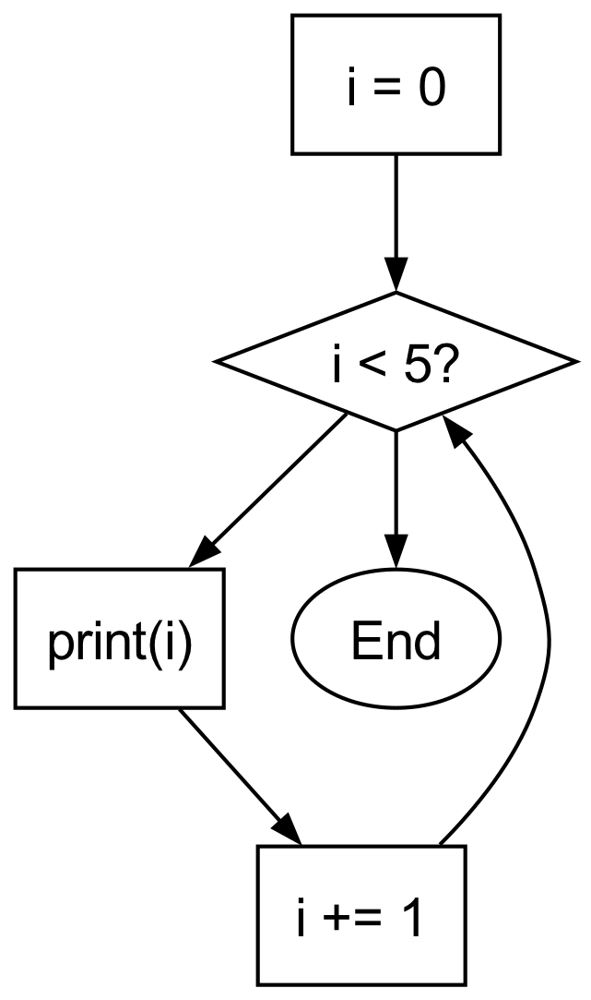 i = 0
i < 5?
print(i)
End
i += 1